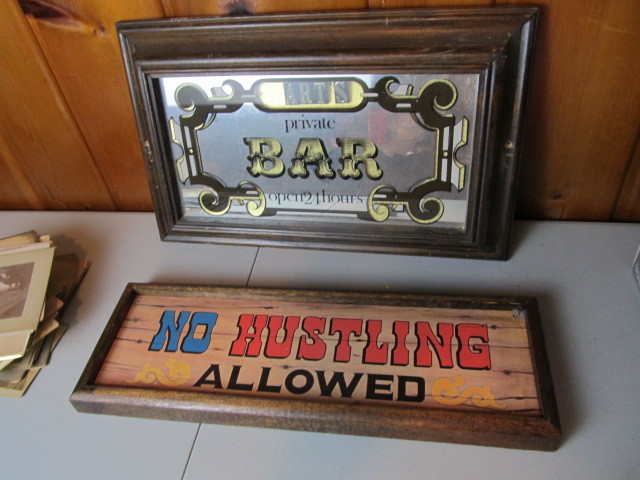 ART'S
private
BAR
open 24 hours
NO HUSTLING
ALLOWED